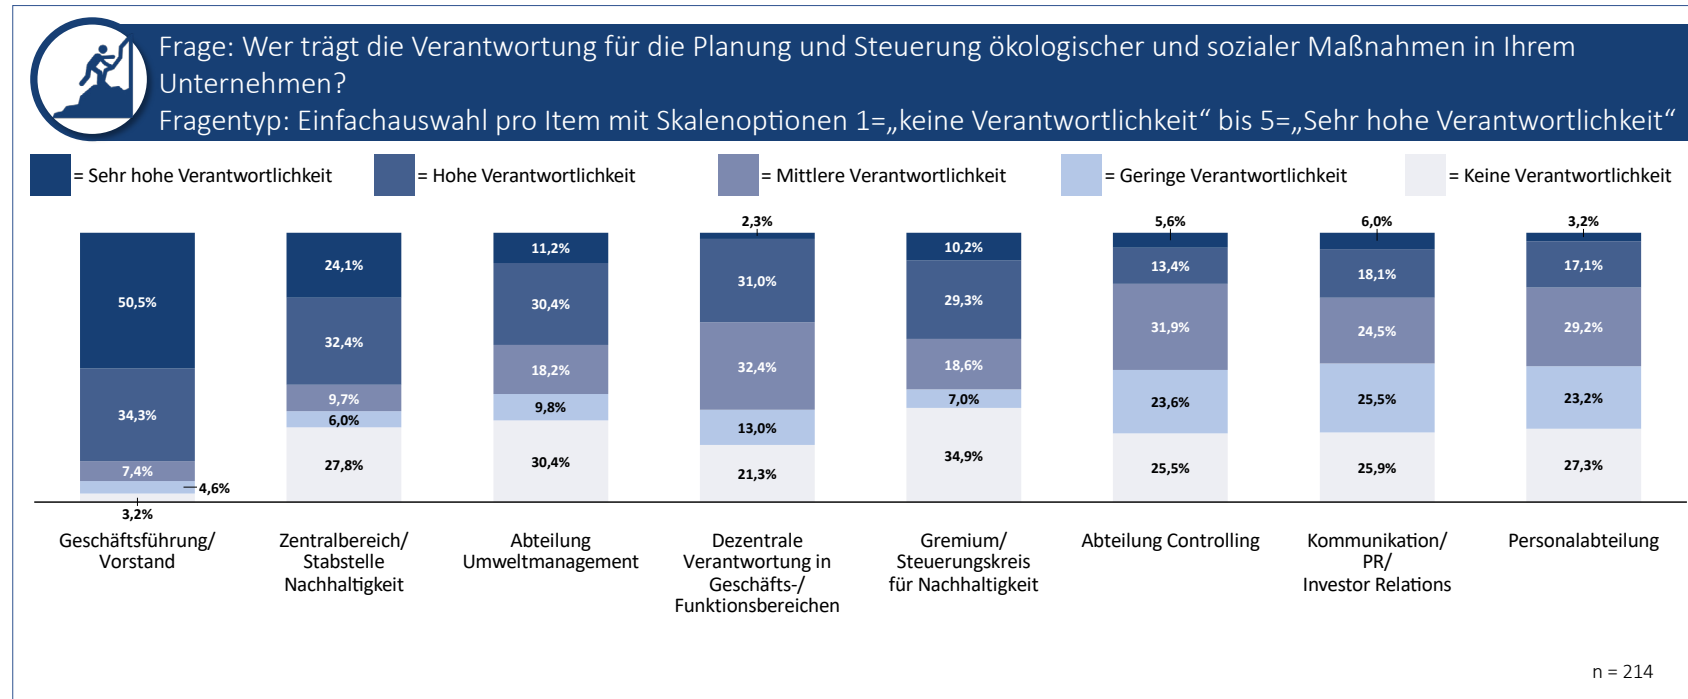 Frage: Wer trägt die Verantwortung für die Planung und Steuerung ökologischer und sozialer Maßnahmen in Ihrem
Unternehmen?
Fragentyp: Einfachauswahl pro Item mit Skalenoptionen 1=„keine Verantwortlichkeit“ bis 5=„Sehr hohe Verantwortlichkeit“
= Sehr hohe Verantwortlichkeit
= Hohe Verantwortlichkeit
= Mittlere Verantwortlichkeit
= Geringe Verantwortlichkeit
= Keine Verantwortlichkeit
50,5%
34,3%
7,4%
4,6%
3,2%
Geschäftsführung/
Vorstand
24,1%
32,4%
9,7%
6,0%
27,8%
Zentralbereich/
Stabstelle
Nachhaltigkeit
11,2%
30,4%
18,2%
9,8%
30,4%
Abteilung
Umweltmanagement
2,3%
31,0%
32,4%
13,0%
21,3%
Dezentrale
Verantwortung in
Geschäfts-/
Funktionsbereichen
10,2%
29,3%
18,6%
7,0%
34,9%
Gremium/
Steuerungskreis
für Nachhaltigkeit
5,6%
13,4%
31,9%
23,6%
25,5%
Abteilung Controlling
6,0%
18,1%
24,5%
25,5%
25,9%
Kommunikation/
PR/
Investor Relations
3,2%
17,1%
29,2%
23,2%
27,3%
Personalabteilung
n = 214